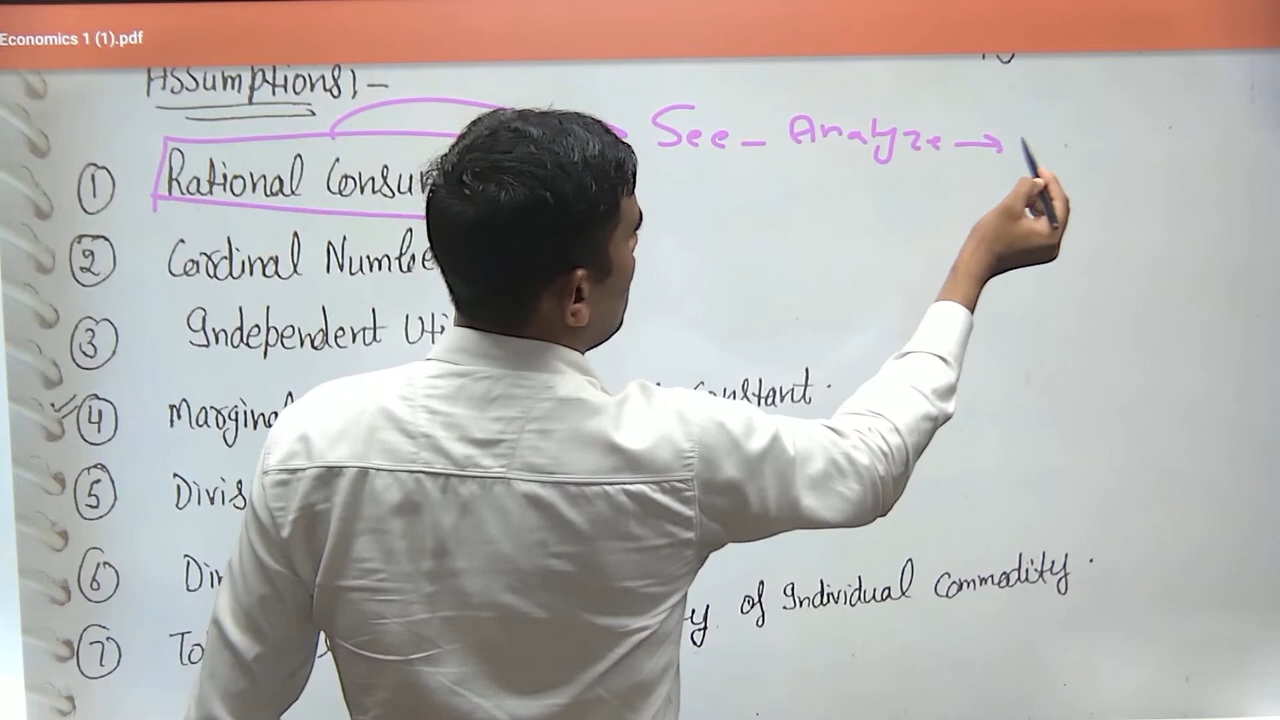 Economics 1 (1).pdf
Assumptions:-
See - Analyze →
① Rational Consu
② Cardinal Numbe
③ Independent Uti
④ Marginal constant.
⑤ Divis
⑥ Dim
⑦ To y of Individual Commodity.